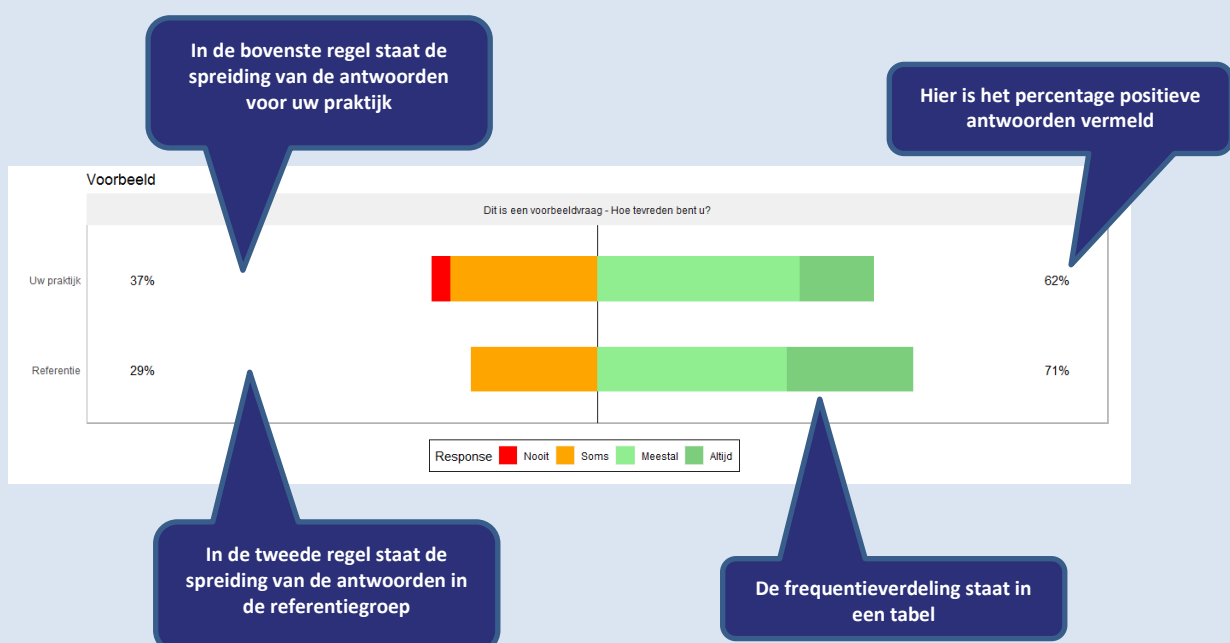 In de bovenste regel staat de
spreiding van de antwoorden
voor uw praktijk
Hier is het percentage positieve
antwoorden vermeld
Voorbeeld
Dit is een voorbeeldvraag - Hoe tevreden bent u?
Uw praktijk 37% 62%
Referentie 29% 71%
Response Nooit Soms Meestal Altijd
In de tweede regel staat de
spreiding van de antwoorden in
de referentiegroep
De frequentieverdeling staat in
een tabel